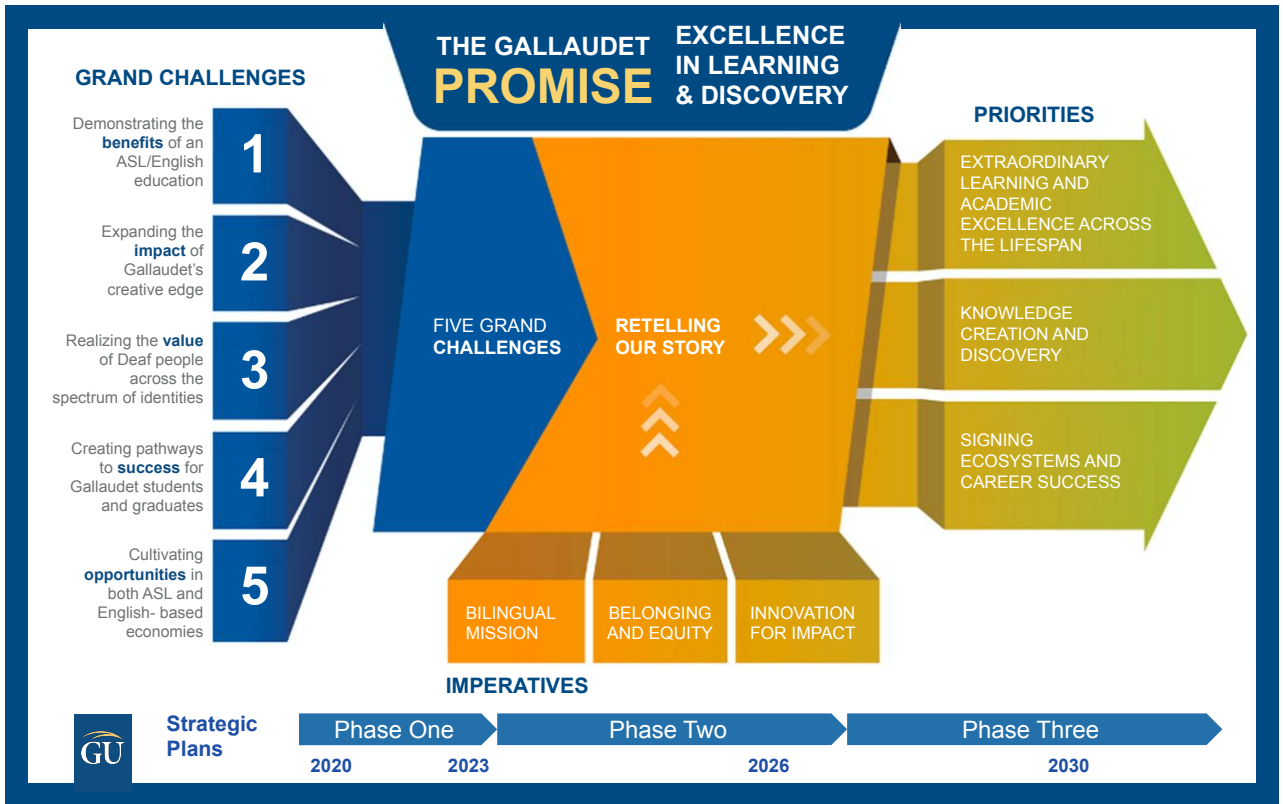 THE GALLAUDET
PROMISE
EXCELLENCE
IN LEARNING
& DISCOVERY
GRAND CHALLENGES
Demonstrating the
benefits of an
ASL/English
education
1
Expanding the
impact of
Gallaudet’s
creative edge
2
Realizing the value
of Deaf people
across the
spectrum of identities
3
Creating pathways
to success for
Gallaudet students
and graduates
4
Cultivating
opportunities in
both ASL and
English- based
economies
5
FIVE GRAND
CHALLENGES
RETELLING
OUR STORY
PRIORITIES
EXTRAORDINARY
LEARNING AND
ACADEMIC
EXCELLENCE ACROSS
THE LIFESPAN
KNOWLEDGE
CREATION AND
DISCOVERY
SIGNING
ECOSYSTEMS AND
CAREER SUCCESS
BILINGUAL
MISSION
BELONGING
AND EQUITY
INNOVATION
FOR IMPACT
IMPERATIVES
GU
Strategic
Plans
Phase One
Phase Two
Phase Three
2020
2023
2026
2030